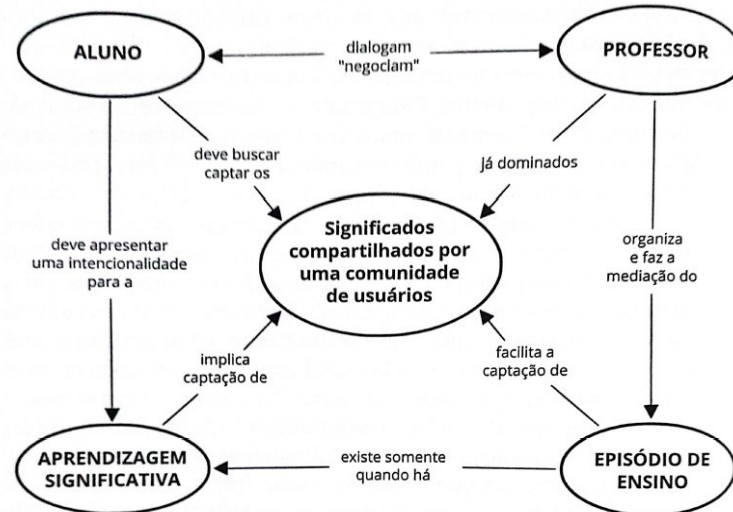 ALUNO
dialogam
"negoclam"
PROFESSOR
deve buscar
captar os
já dominados
Significados
compartilhados por
uma comunidade
de usuários
deve apresentar
uma intencionalidade
para a
organiza
e faz a
mediação do
implica
captação de
facilita a
captação de
APRENDIZAGEM
SIGNIFICATIVA
existe somente
quando há
EPISÓDIO DE
ENSINO